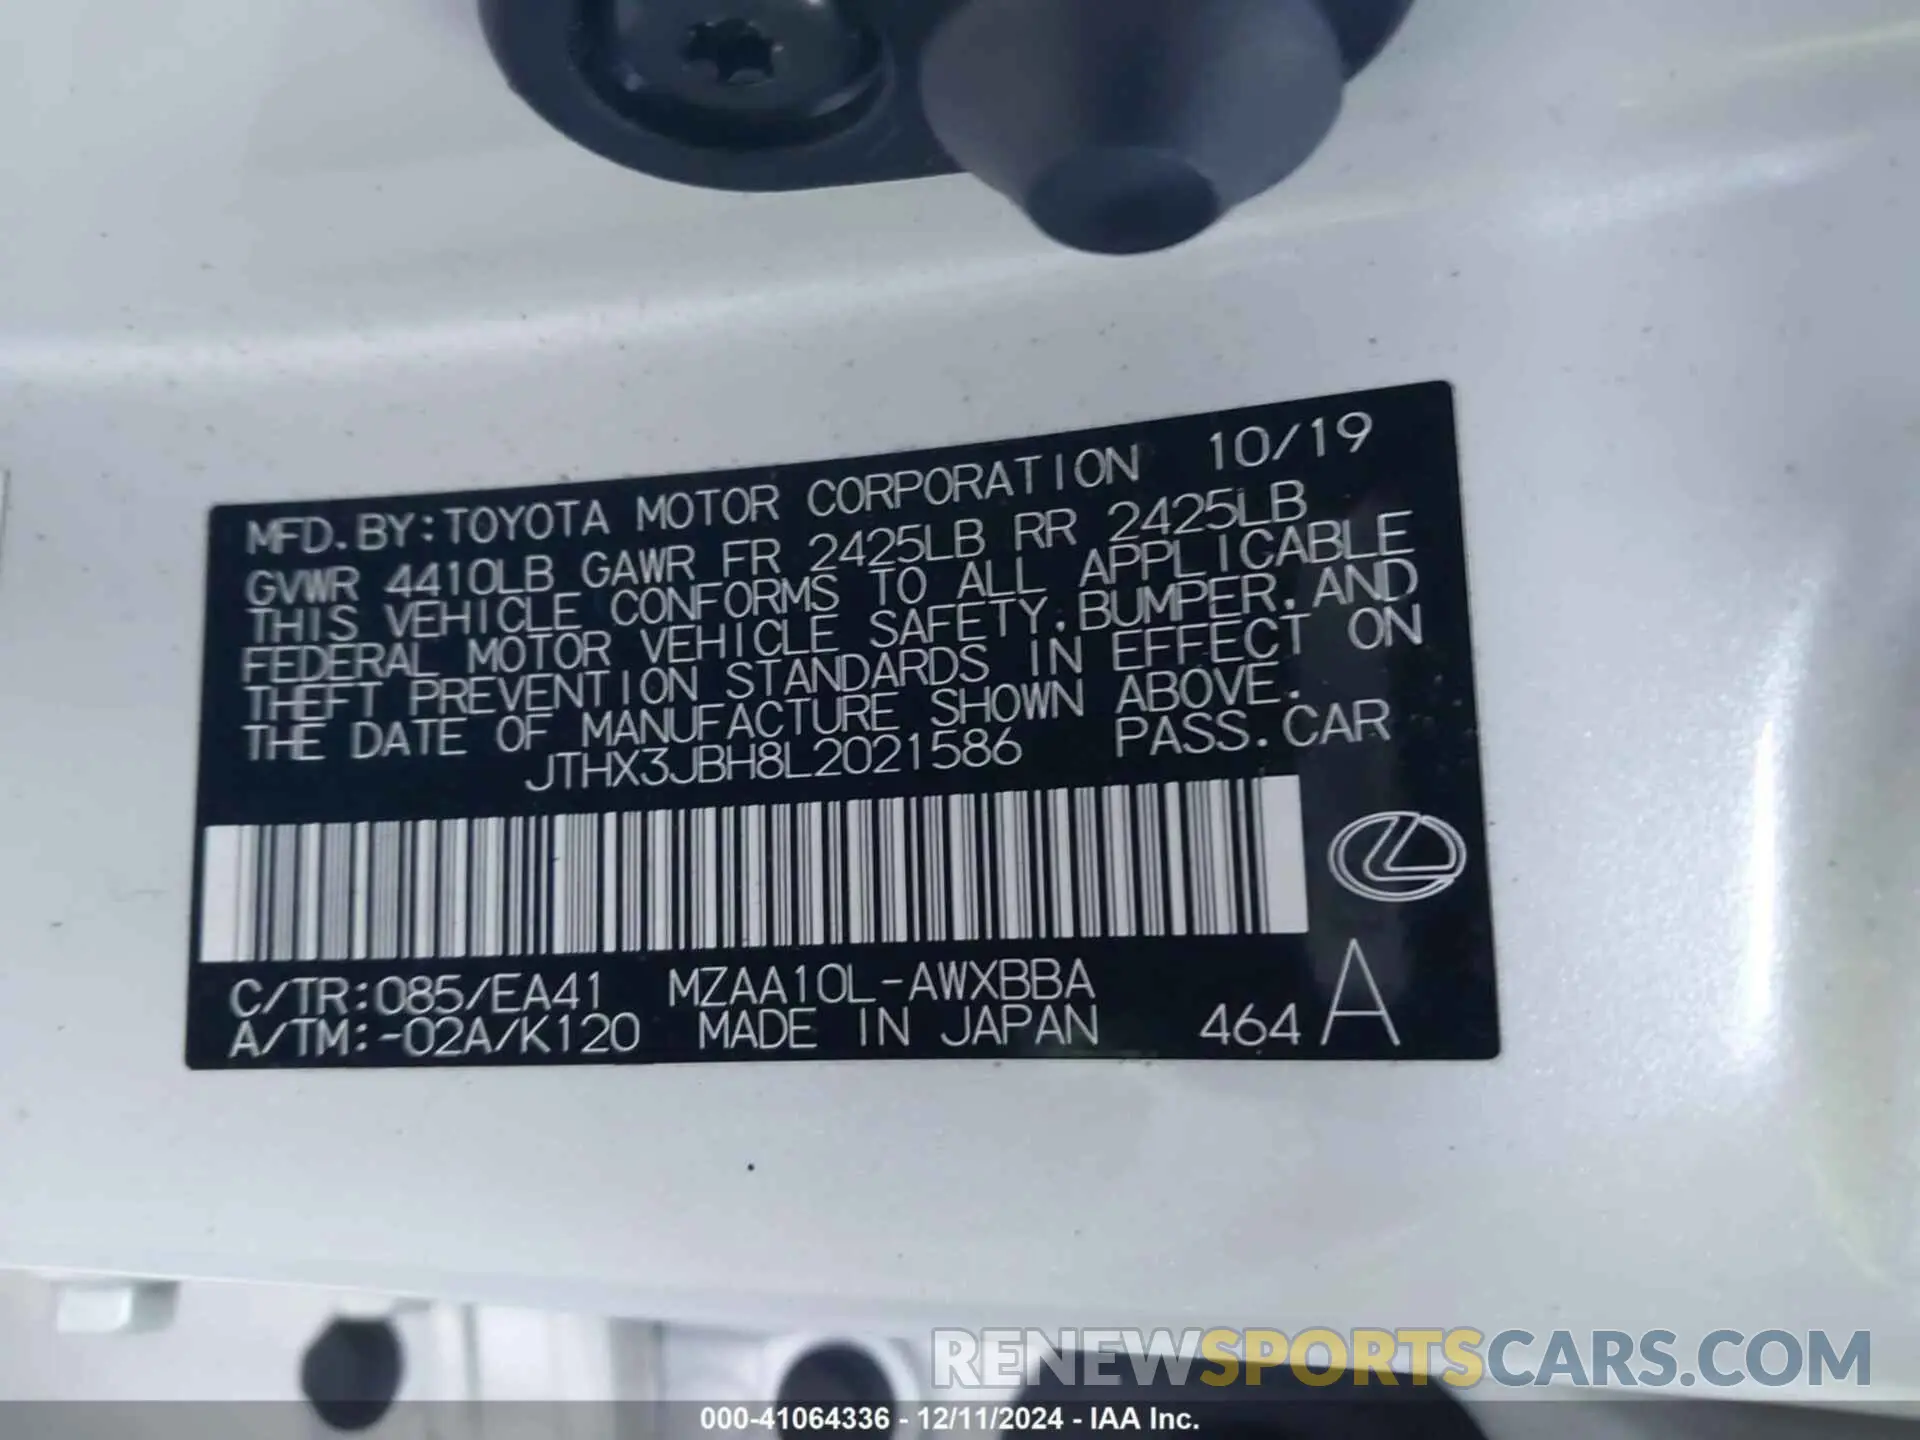 MFD. BY: TOYOTA MOTOR CORPORATION 10/19
GVWR 4410LB GAWR FR 2425LB RR 2425LB
THIS VEHICLE CONFORMS TO ALL APPLICABLE
FEDERAL MOTOR VEHICLE SAFETY, BUMPER, AND
THEFT PREVENTION STANDARDS IN EFFECT ON
THE DATE OF MANUFACTURE SHOWN ABOVE.
JTHX3JBH8L2021586 PASS. CAR
C/TR:085/EA41 MZAA10L-AWXBBA
A/TM:-02A/K120 MADE IN JAPAN 464 A
RENEWSPORTSCARS.COM
000-41064336 - 12/11/2024 - IAA Inc.